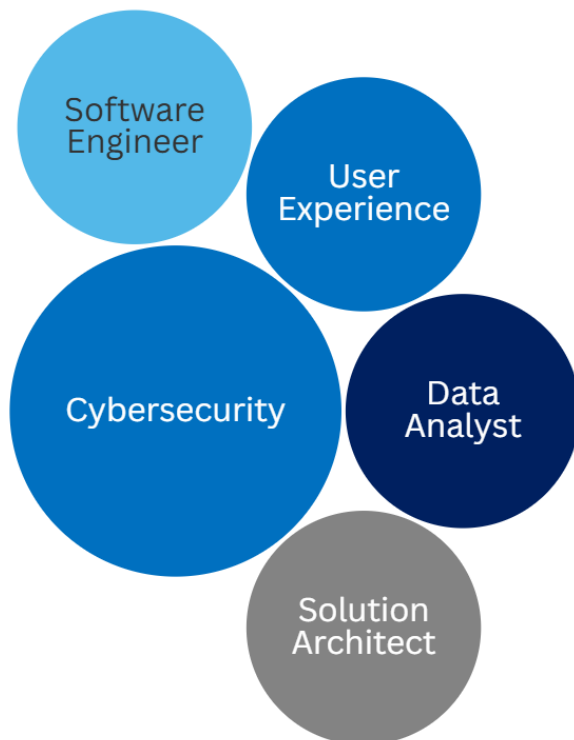 Software
Engineer
User
Experience
Cybersecurity
Data
Analyst
Solution
Architect